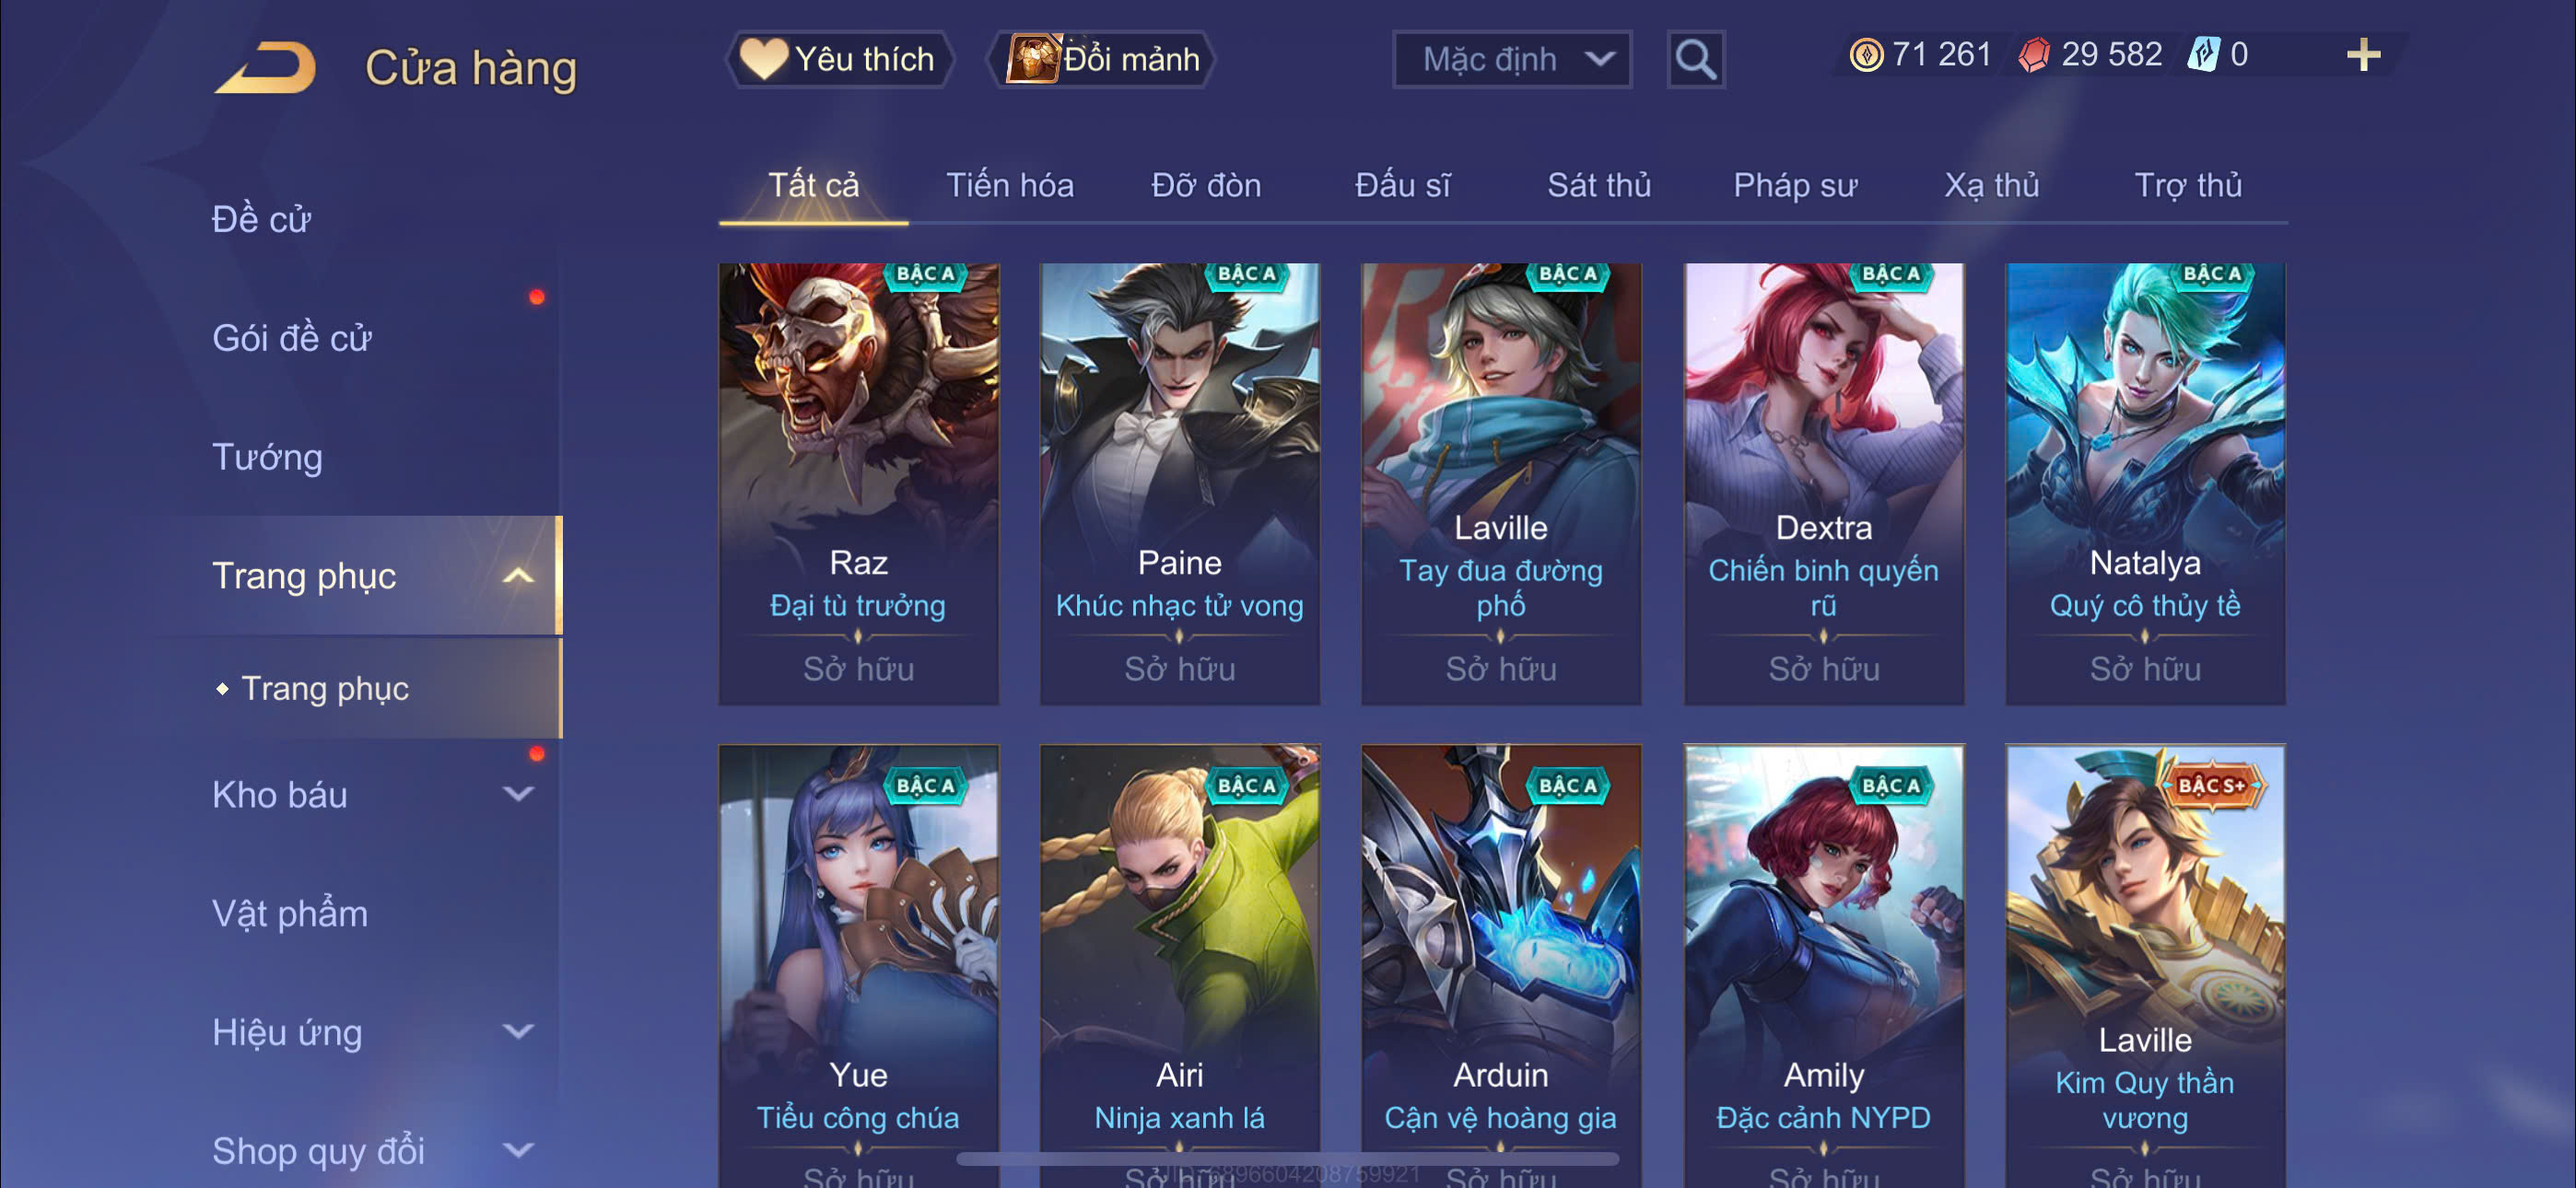 Cửa hàng
Yêu thích
Đổi mảnh
Mặc định
71 261
29 582
0
Tất cả
Tiến hóa
Đỡ đòn
Đấu sĩ
Sát thủ
Pháp sư
Xạ thủ
Trợ thủ
Đề cử
Gói đề cử
Tướng
Trang phục
Trang phục
Kho báu
Vật phẩm
Hiệu ứng
Shop quy đổi
BẬC A
Raz
Đại tù trưởng
Sở hữu
BẬC A
Paine
Khúc nhạc tử vong
Sở hữu
BẬC A
Laville
Tay đua đường
phố
Sở hữu
BẬC A
Dextra
Chiến binh quyến
rũ
Sở hữu
BẬC A
Natalya
Quý cô thủy tề
Sở hữu
BẬC A
Yue
Tiểu công chúa
Sở hữu
BẬC A
Airi
Ninja xanh lá
Sở hữu
BẬC A
Arduin
Cận vệ hoàng gia
Sở hữu
BẬC A
Amily
Đặc cảnh NYPD
Sở hữu
BẬC S+
Laville
Kim Quy thần
vương
Sở hữu